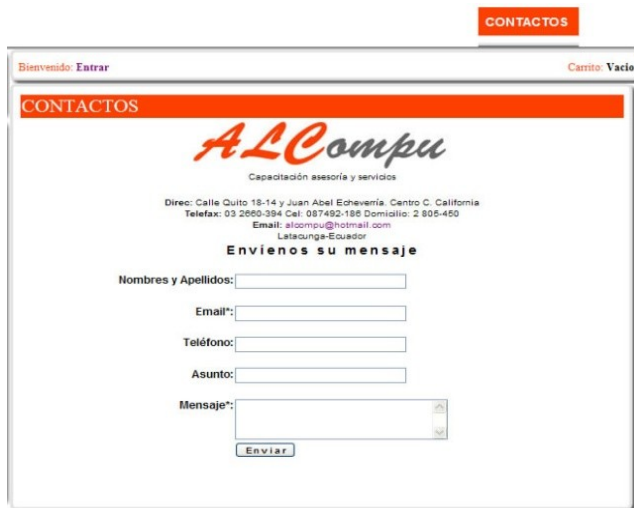 CONTACTOS
Bienvenido: Entrar Carrito: Vacio
CONTACTOS
ALCompu
Capacitación asesoría y servicios
Direc: Calle Quito 18-14 y Juan Abel Echeverría. Centro C. California
Telefax: 03 2660-394 Cel: 087492-186 Domicilio: 2 805-450
Email: alcompu@hotmail.com
Latacunga-Ecuador
Envienos su mensaje
Nombres y Apellidos:
Email*:
Teléfono:
Asunto:
Mensaje*:
Enviar